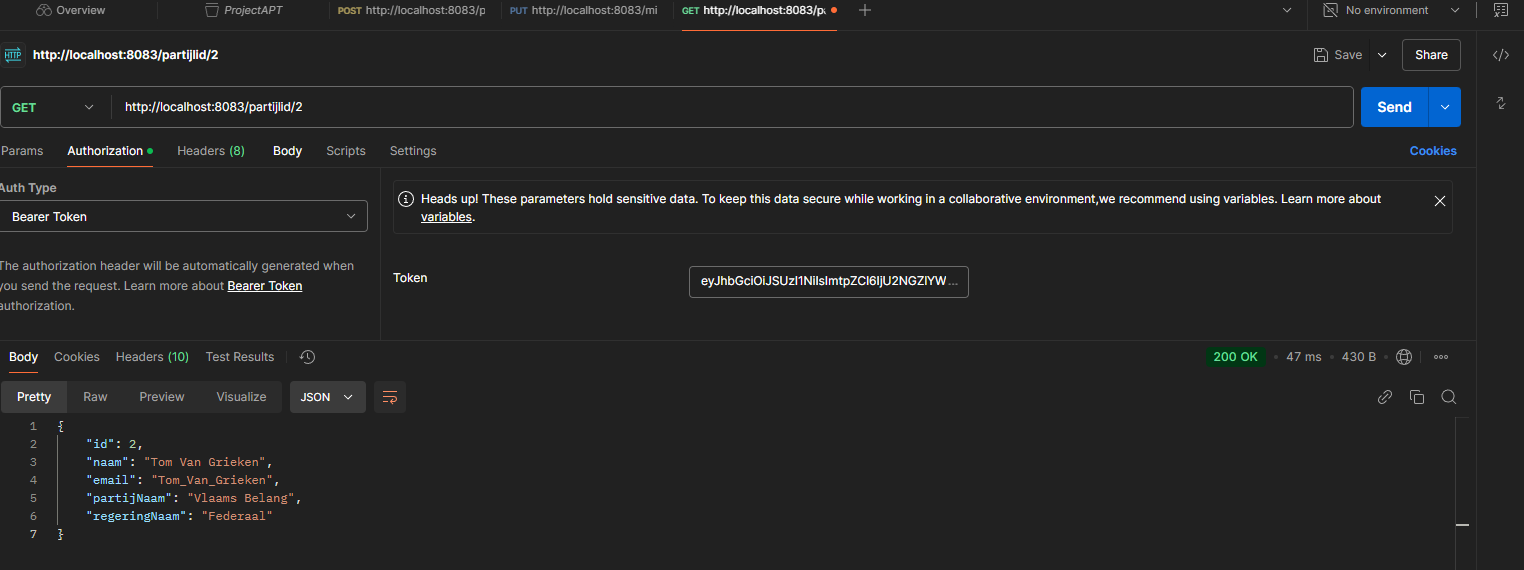 Overview ProjectAPT POST http://localhost:8083/p PUT http://localhost:8083/mi GET http://localhost:8083/pa No environment
HTTP http://localhost:8083/partijlid/2 Save Share
GET http://localhost:8083/partijlid/2 Send
Params Authorization Headers (8) Body Scripts Settings Cookies
Auth Type
Bearer Token
The authorization header will be automatically generated when
you send the request. Learn more about Bearer Token
authorization.
Heads up! These parameters hold sensitive data. To keep this data secure while working in a collaborative environment,we recommend using variables. Learn more about
variables.
Token eyJhbGciOiJSUzI1NiIsImtpZCI6IjU2NGZlYW...
Body Cookies Headers (10) Test Results 200 OK • 47 ms • 430 B
Pretty Raw Preview Visualize JSON
1 {
2 "id": 2,
3 "naam": "Tom Van Grieken",
4 "email": "Tom_Van_Grieken",
5 "partijNaam": "Vlaams Belang",
6 "regeringNaam": "Federaal"
7 }